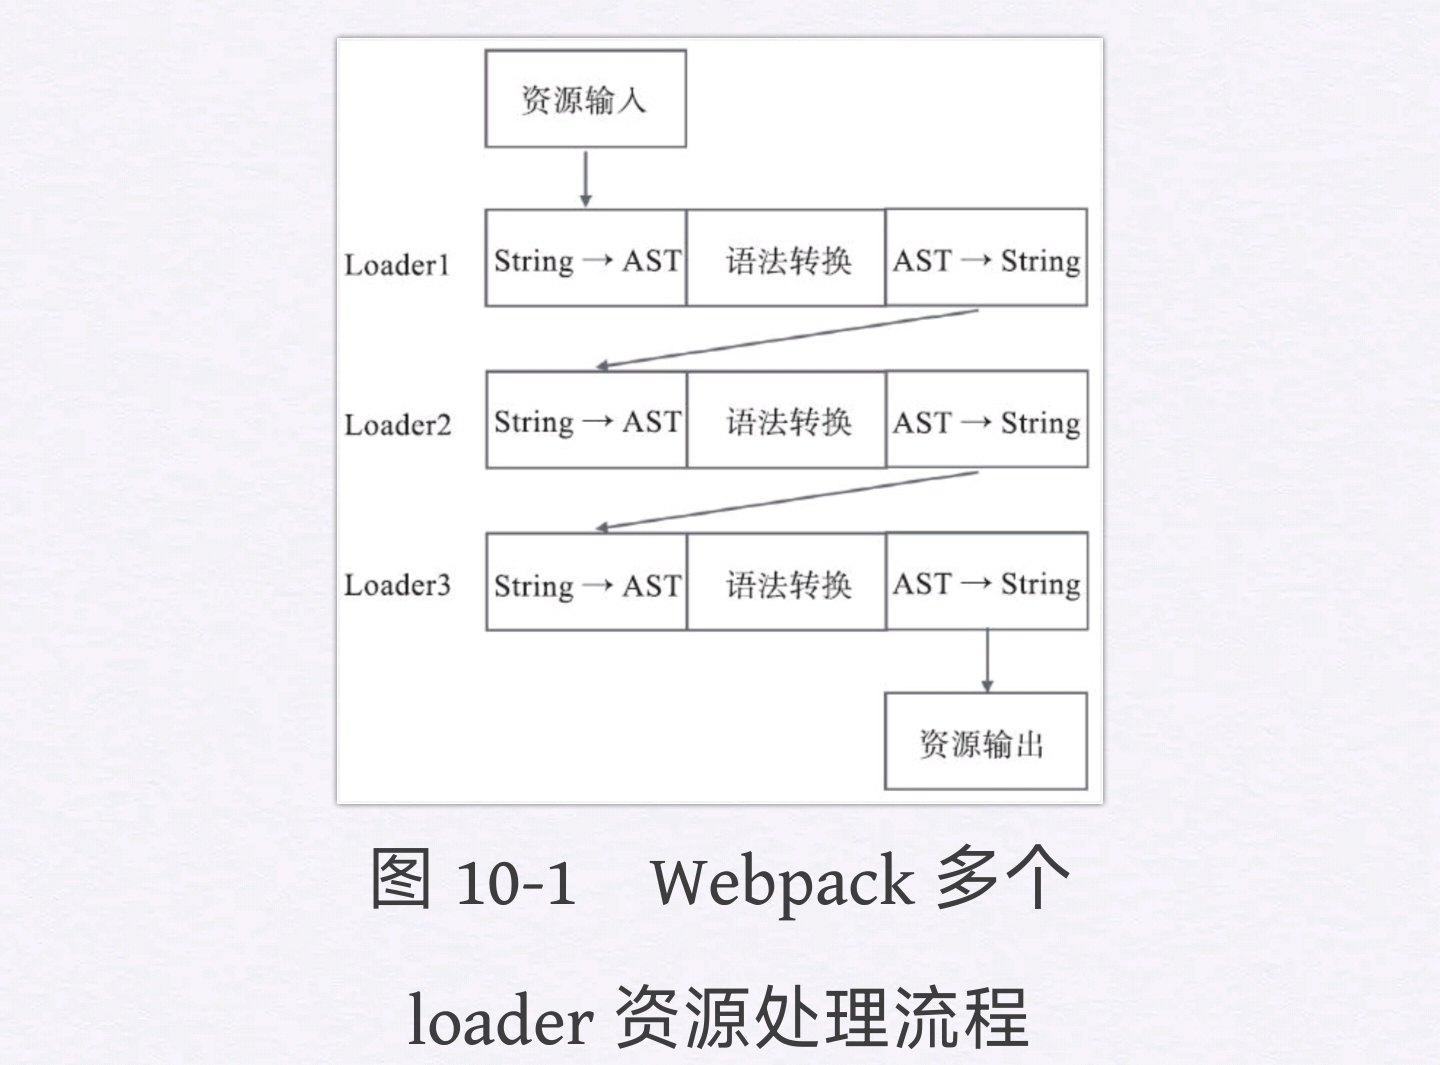 资源输入
Loader1 String → AST 语法转换 AST → String
Loader2 String → AST 语法转换 AST → String
Loader3 String → AST 语法转换 AST → String
资源输出
图 10-1 Webpack 多个
loader 资源处理流程